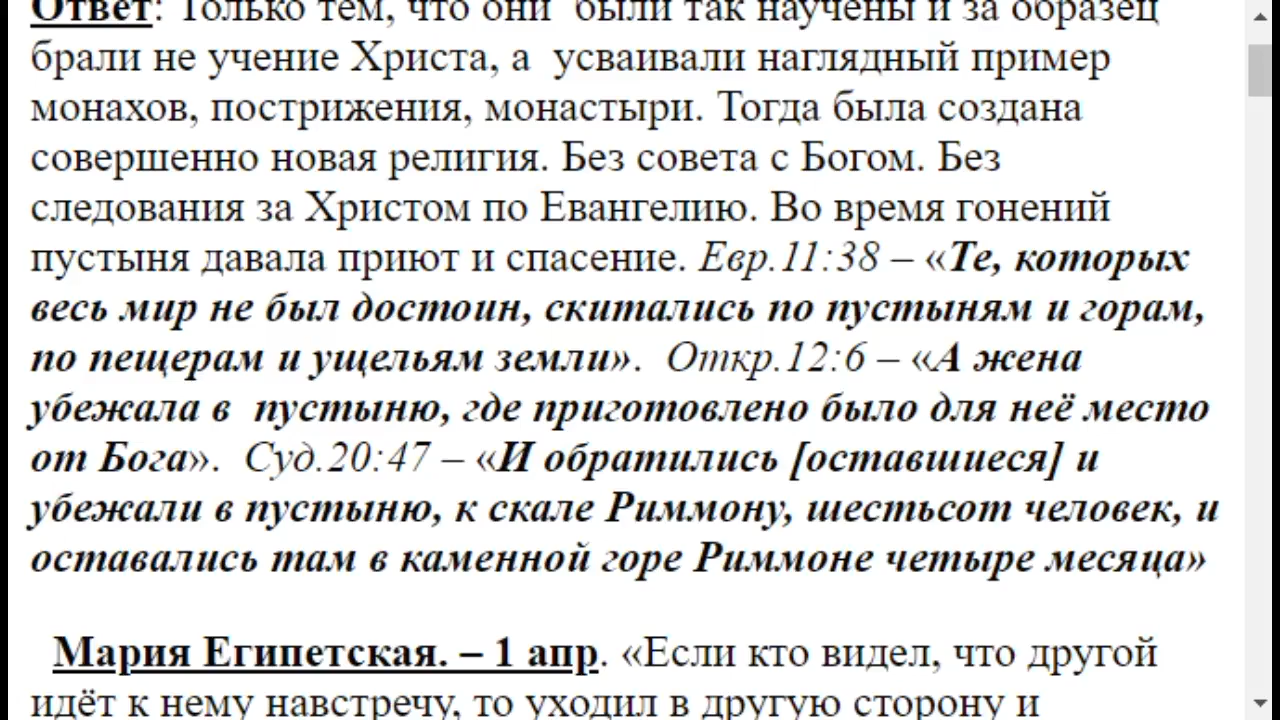 Ответ: Только тем, что они  были так научены и за образец
брали не учение Христа, а  усваивали наглядный пример
монахов, пострижения, монастыри. Тогда была создана
совершенно новая религия. Без совета с Богом. Без
следования за Христом по Евангелию. Во время гонений
пустыня давала приют и спасение. Евр.11:38 – «Те, которых
весь мир не был достоин, скитались по пустыням и горам,
по пещерам и ущельям земли».  Откр.12:6 – «А жена
убежала в  пустыню, где приготовлено было для неё место
от Бога».  Суд.20:47 – «И обратились [оставшиеся] и
убежали в пустыню, к скале Риммону, шестьсот человек, и
оставались там в каменной горе Риммоне четыре месяца»
Мария Египетская. – 1 апр. «Если кто видел, что другой
идёт к нему навстречу, то уходил в другую сторону и